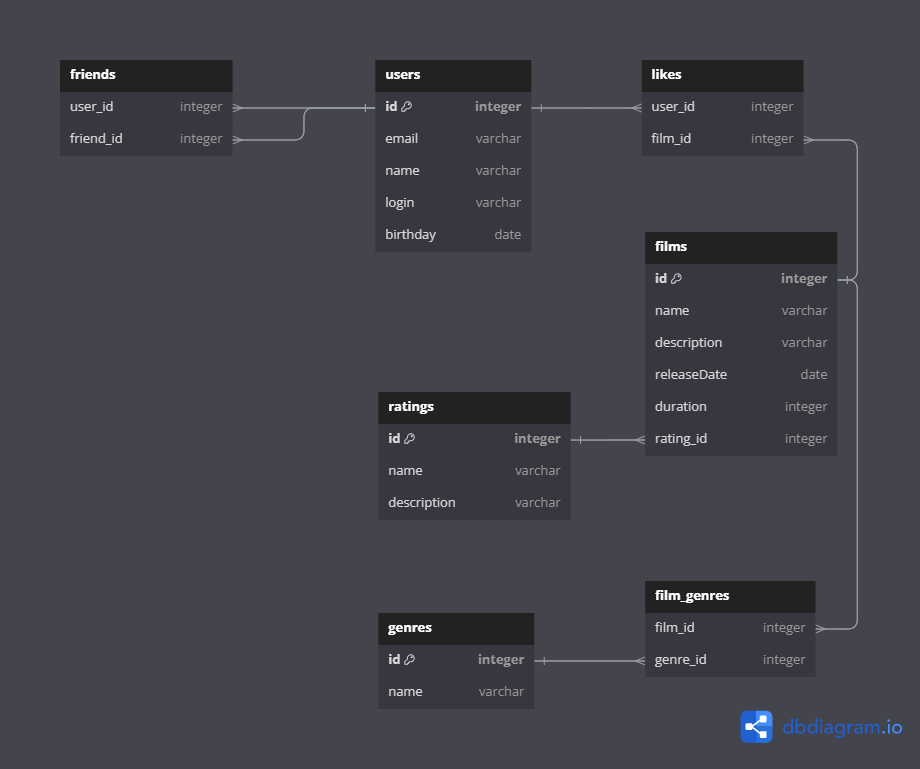 friends
user_id integer
friend_id integer
users
id integer
email varchar
name varchar
login varchar
birthday date
likes
user_id integer
film_id integer
films
id integer
name varchar
description varchar
releaseDate date
duration integer
rating_id integer
ratings
id integer
name varchar
description varchar
genres
id integer
name varchar
film_genres
film_id integer
genre_id integer
dbdiagram.io